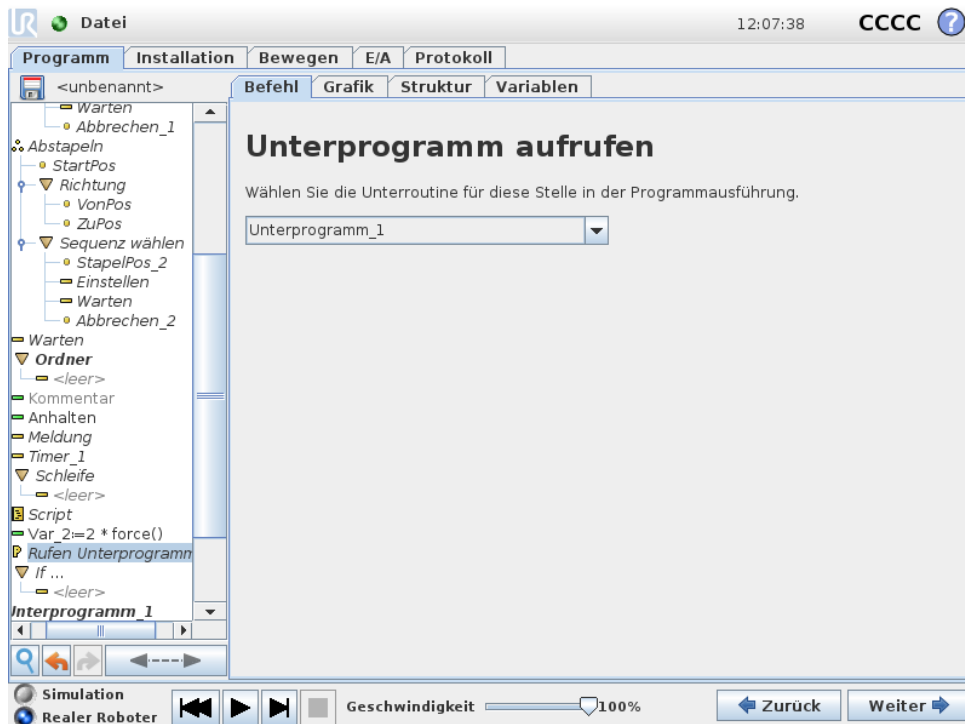 UR Datei 12:07:38 CCCC ?
Programm Installation Bewegen E/A Protokoll
<unbenannt>
Befehl Grafik Struktur Variablen
Warten
Abbrechen_1
Abstapeln
StartPos
Richtung
VonPos
ZuPos
Sequenz wählen
StapelPos_2
Einstellen
Warten
Abbrechen_2
Warten
Ordner
<leer>
Kommentar
Anhalten
Meldung
Timer_1
Schleife
<leer>
Script
Var_2:=2 * force()
Rufen Unterprogramm
If ...
<leer>
Interprogramm_1
Unterprogramm aufrufen
Wählen Sie die Unterroutine für diese Stelle in der Programmausführung.
Unterprogramm_1
Simulation
Realer Roboter
Geschwindigkeit 100%
Zurück Weiter